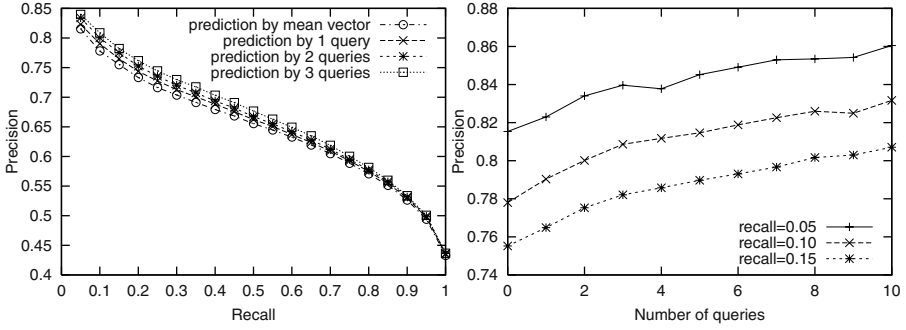 0.85
0.8
0.75
0.7
0.65
0.6
0.55
0.5
0.45
0.4
Precision
prediction by mean vector
prediction by 1 query
prediction by 2 queries
prediction by 3 queries
0 0.1 0.2 0.3 0.4 0.5 0.6 0.7 0.8 0.9 1
Recall
0.88
0.86
0.84
0.82
0.8
0.78
0.76
0.74
Precision
recall=0.05
recall=0.10
recall=0.15
0 2 4 6 8 10
Number of queries